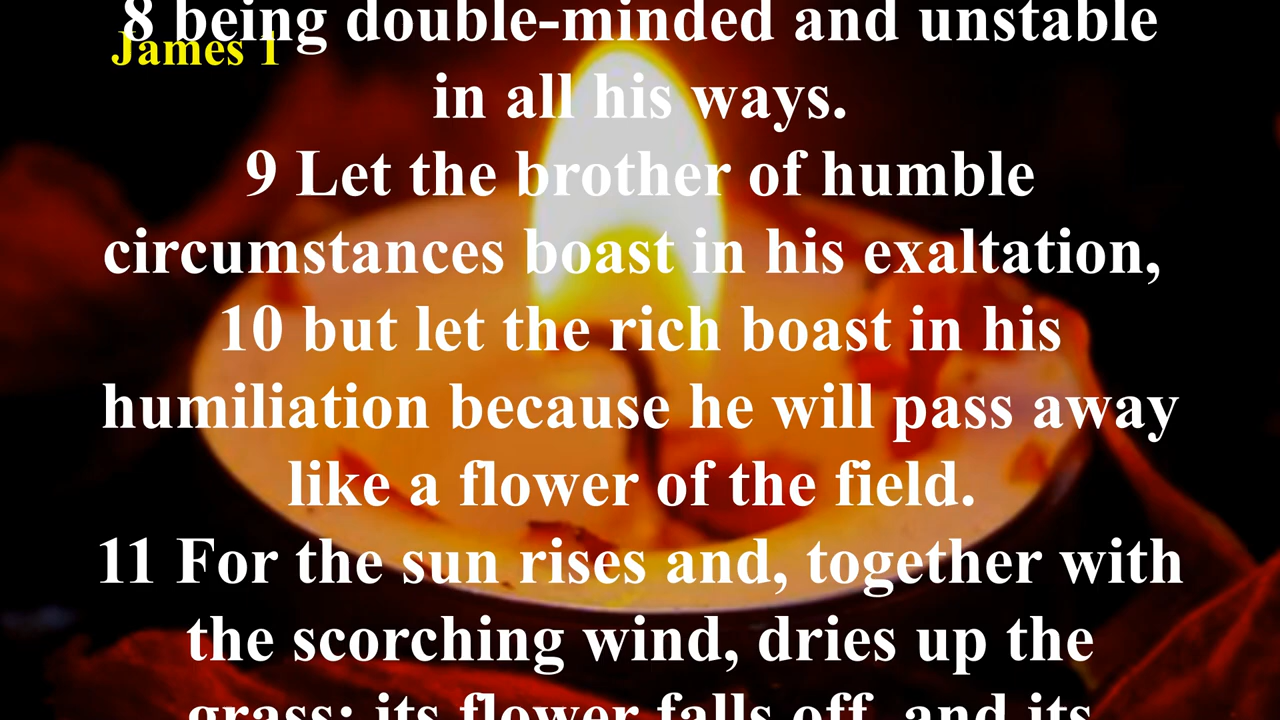 8 being double-minded and unstable
James 1
in all his ways.
9 Let the brother of humble
circumstances boast in his exaltation,
10 but let the rich boast in his
humiliation because he will pass away
like a flower of the field.
11 For the sun rises and, together with
the scorching wind, dries up the
grass; its flower falls off, and its